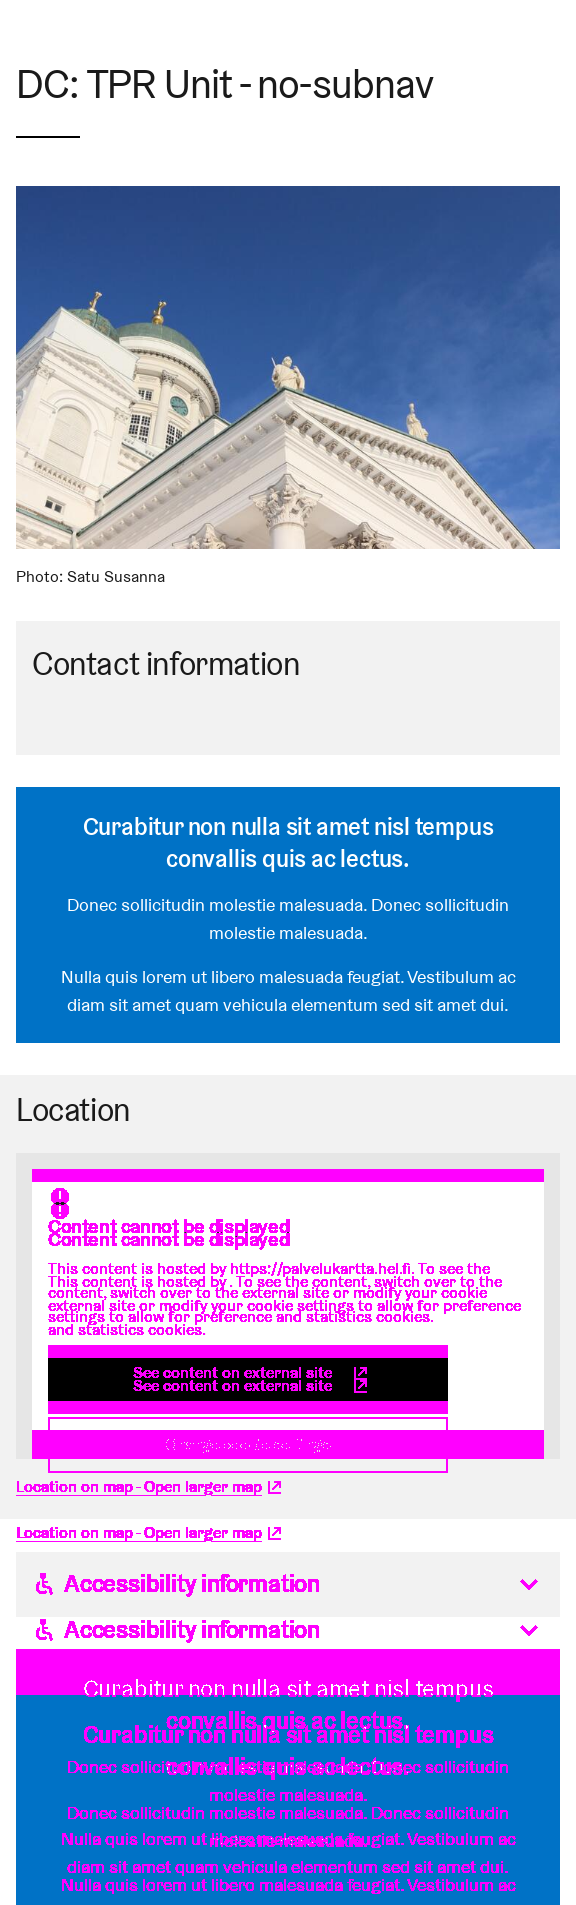 DC: TPR Unit - no-subnav
Photo: Satu Susanna
Contact information
Curabitur non nulla sit amet nisl tempus
convallis quis ac lectus.
Donec sollicitudin molestie malesuada. Donec sollicitudin
molestie malesuada.
Nulla quis lorem ut libero malesuada feugiat. Vestibulum ac
diam sit amet quam vehicula elementum sed sit amet dui.
Location
Content cannot be displayed
Content cannot be displayed
This content is hosted by https://palvelukartta.hel.fi. To see the
This content is hosted by . To see the content, switch over to the
content, switch over to the external site or modify your cookie
external site or modify your cookie settings to allow for preference
settings to allow for preference and statistics cookies.
and statistics cookies.
See content on external site
See content on external site
Location on map - Open larger map
Location on map - Open larger map
Accessibility information
Accessibility information
Curabitur non nulla sit amet nisl tempus
convallis quis ac lectus.
Curabitur non nulla sit amet nisl tempus
convallis quis ac lectus.
Donec sollicitudin molestie malesuada. Donec sollicitudin
molestie malesuada.
Donec sollicitudin molestie malesuada. Donec sollicitudin
Nulla quis lorem ut libero malesuada feugiat. Vestibulum ac
molestie malesuada.
diam sit amet quam vehicula elementum sed sit amet dui.
Nulla quis lorem ut libero malesuada feugiat. Vestibulum ac